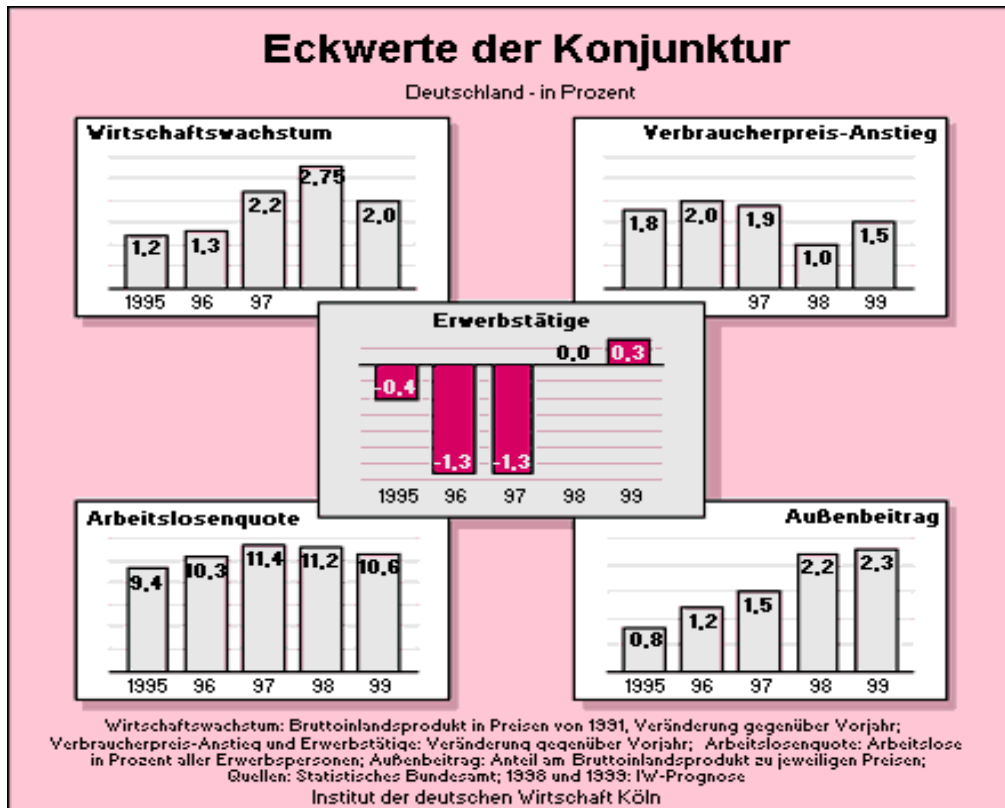 Eckwerte der Konjunktur
Deutschland - in Prozent
Wirtschaftswachstum
1,2
1,3
2,2
2,75
2,0
1995 96 97
Verbraucherpreis-Anstieg
1,8
2,0
1,9
1,0
1,5
97 98 99
Erwerbstätige
-0,4
-1,3
-1,3
0,0
0,3
1995 96 97 98 99
Arbeitslosenquote
9,4
10,3
11,4
11,2
10,6
1995 96 97 98 99
Außenbeitrag
0,8
1,2
1,5
2,2
2,3
1995 96 97 98 99
Wirtschaftswachstum: Bruttoinlandsprodukt in Preisen von 1991, Veränderung gegenüber Vorjahr;
Verbraucherpreis-Anstieg und Erwerbstätige: Veränderung gegenüber Vorjahr; Arbeitslosenquote: Arbeitslose
in Prozent aller Erwerbspersonen; Außenbeitrag: Anteil am Bruttoinlandsprodukt zu jeweiligen Preisen;
Quellen: Statistisches Bundesamt; 1998 und 1999: IW-Prognose
Institut der deutschen Wirtschaft Köln